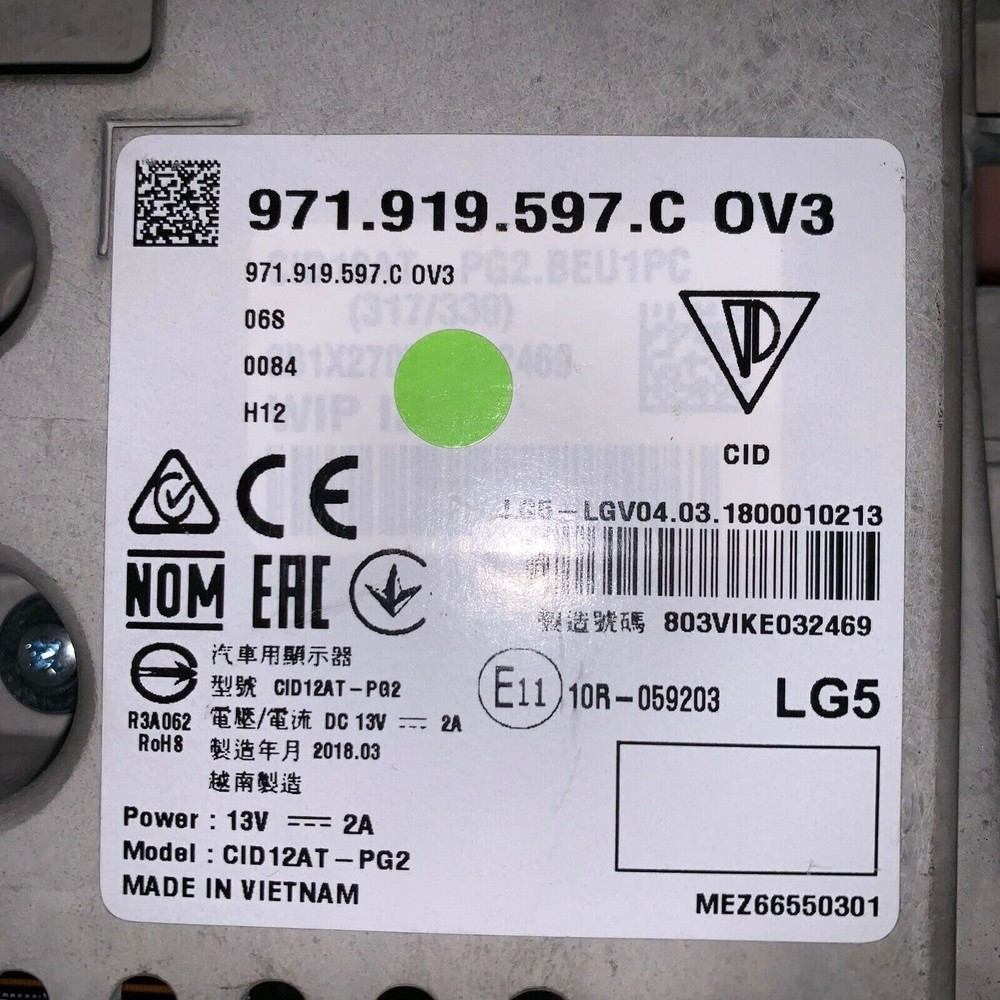 971.919.597.C OV3
971.919.597.C OV3
06S
0084
H12
CID
LG5-LGV04.03.1800010213
製造號碼 803VIKE032469
CE
NOM
EAC
汽車用顯示器
型號 CID12AT-PG2
R3A062
電壓/電流 DC 13V 2A
RoHS
製造年月 2018.03
越南製造
E11
10R-059203
LG5
Power : 13V 2A
Model : CID12AT-PG2
MADE IN VIETNAM
MEZ66550301